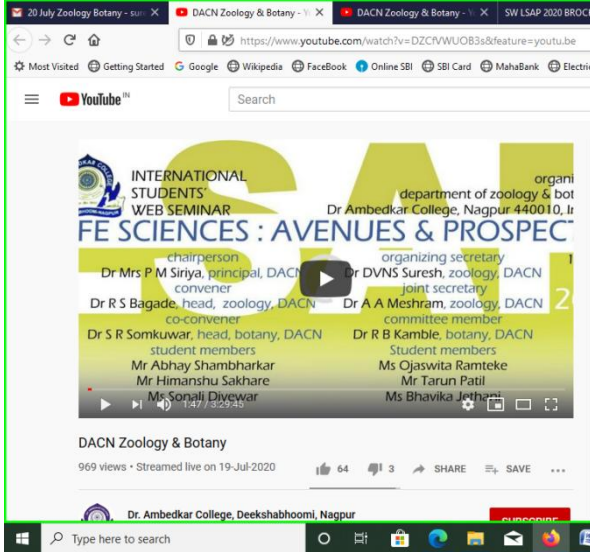 20 July Zoology Botany - sur
DACN Zoology & Botany -
DACN Zoology & Botany - Y
SW LSAP 2020 BROC
https://www.youtube.com/watch?v=DZCfVWUOB3s&feature=youtu.be
Most Visited Getting Started Google Wikipedia FaceBook Online SBI SBI Card MahaBank Electri
YouTube IN
Search
INTERNATIONAL
STUDENTS'
WEB SEMINAR
organi
department of zoology & bot
Dr Ambedkar College, Nagpur 440010, In
FE SCIENCES : AVENUES & PROSPEC
chairperson
Dr Mrs P M Siriya, principal, DACN
convener
Dr R S Bagade, head, zoology, DACN
co-convener
Dr S R Somkuwar, head, botany, DACN
student members
Mr Abhay Shambharkar
Mr Himanshu Sakhare
Ms Sonali Divewar
organizing secretary
Dr DVNS Suresh, zoology, DACN
joint secretary
Dr A A Meshram, zoology, DACN
committee member
Dr R B Kamble, botany, DACN
Student members
Ms Ojaswita Ramteke
Mr Tarun Patil
Ms Bhavika Jethani
1:47 / 3:29:45
DACN Zoology & Botany
969 views • Streamed live on 19-Jul-2020
64 3 SHARE SAVE
Dr. Ambedkar College, Deekshabhoomi, Nagpur
SUBSCRIBE
Type here to search